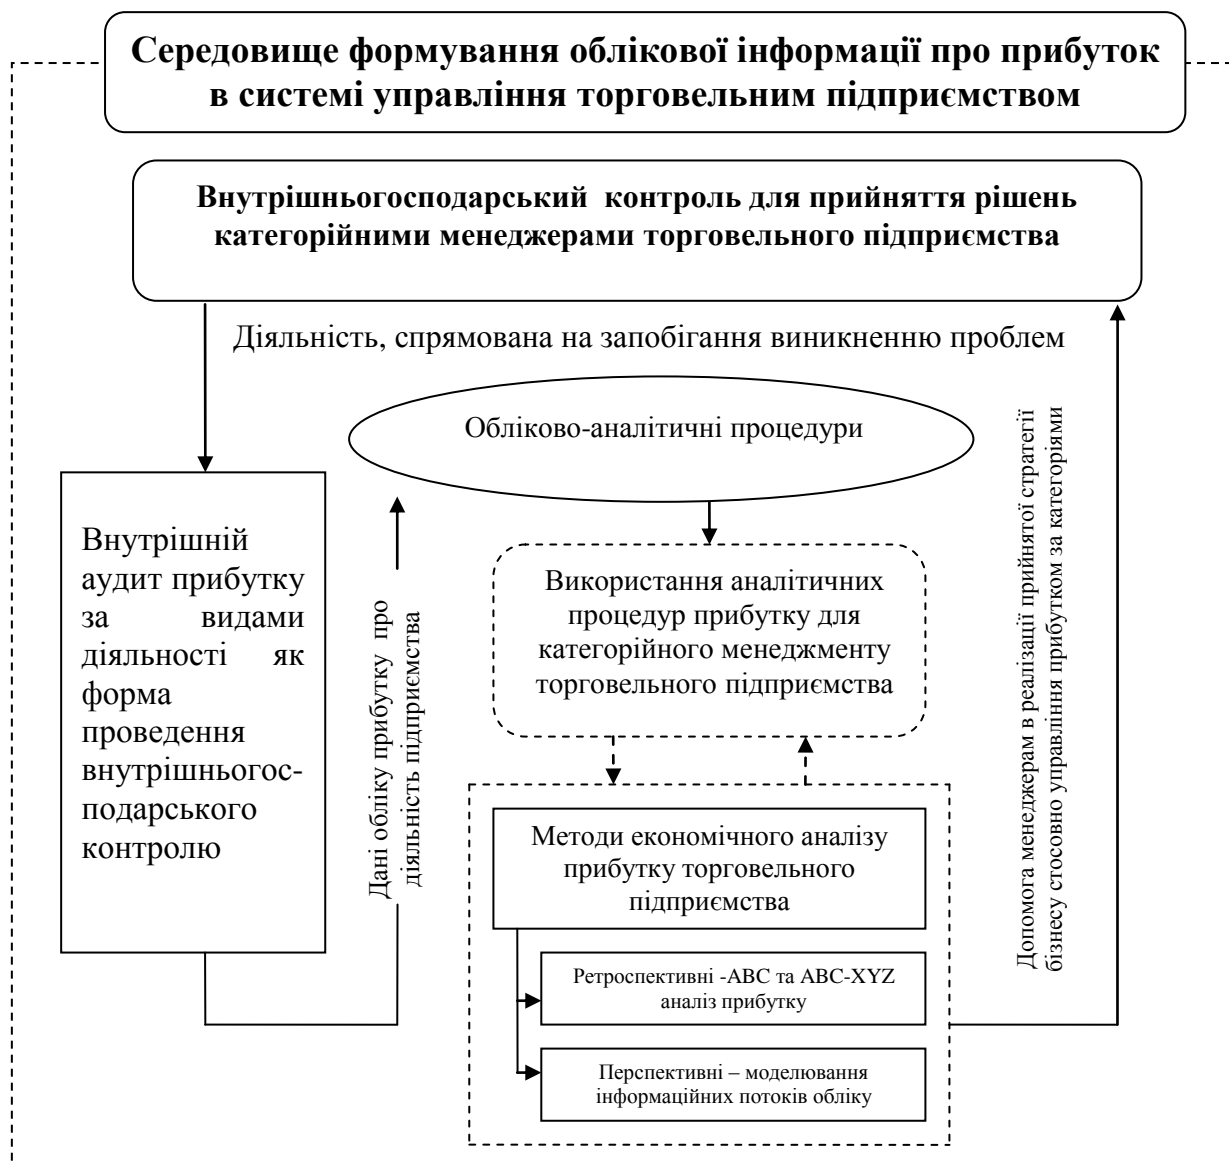 Середовище формування облікової інформації про прибуток
в системі управління торговельним підприємством
Внутрішньогосподарський контроль для прийняття рішень
категорійними менеджерами торговельного підприємства
Діяльність, спрямована на запобігання виникненню проблем
Обліково-аналітичні процедури
Внутрішній
аудит прибутку
за видами
діяльності як
форма
проведення
внутрішньогос-
подарського
контролю
Дані обліку прибутку про
діяльність підприємства
Використання аналітичних
процедур прибутку для
категорійного менеджменту
торговельного підприємства
Методи економічного аналізу
прибутку торговельного
підприємства
Ретроспективні -ABC та ABC-XYZ
аналіз прибутку
Перспективні – моделювання
інформаційних потоків обліку
Допомога менеджерам в реалізації прийнятої стратегії
бізнесу стосовно управління прибутком за категоріями